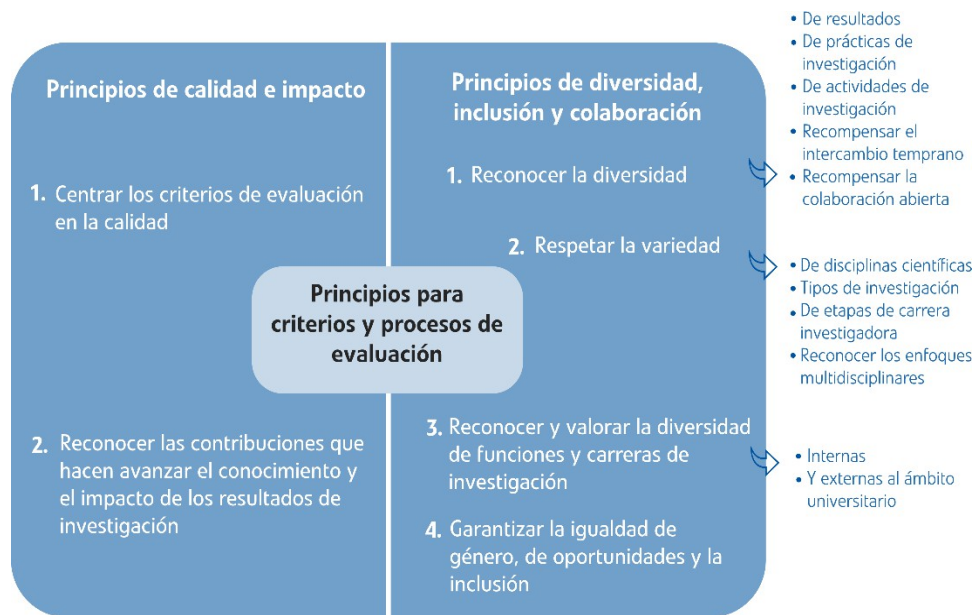 Principios de calidad e impacto
1. Centrar los criterios de evaluación
en la calidad
2. Reconocer las contribuciones que
hacen avanzar el conocimiento y
el impacto de los resultados de
investigación
Principios para
criterios y procesos de
evaluación
Principios de diversidad,
inclusión y colaboración
1. Reconocer la diversidad
• De resultados
• De prácticas de
investigación
• De actividades de
investigación
• Recompensar el
intercambio temprano
• Recompensar la
colaboración abierta
2. Respetar la variedad
• De disciplinas científicas
• Tipos de investigación
• De etapas de carrera
investigadora
• Reconocer los enfoques
multidisciplinares
3. Reconocer y valorar la diversidad
de funciones y carreras de
investigación
• Internas
• Y externas al ámbito
universitario
4. Garantizar la igualdad de
género, de oportunidades y la
inclusión